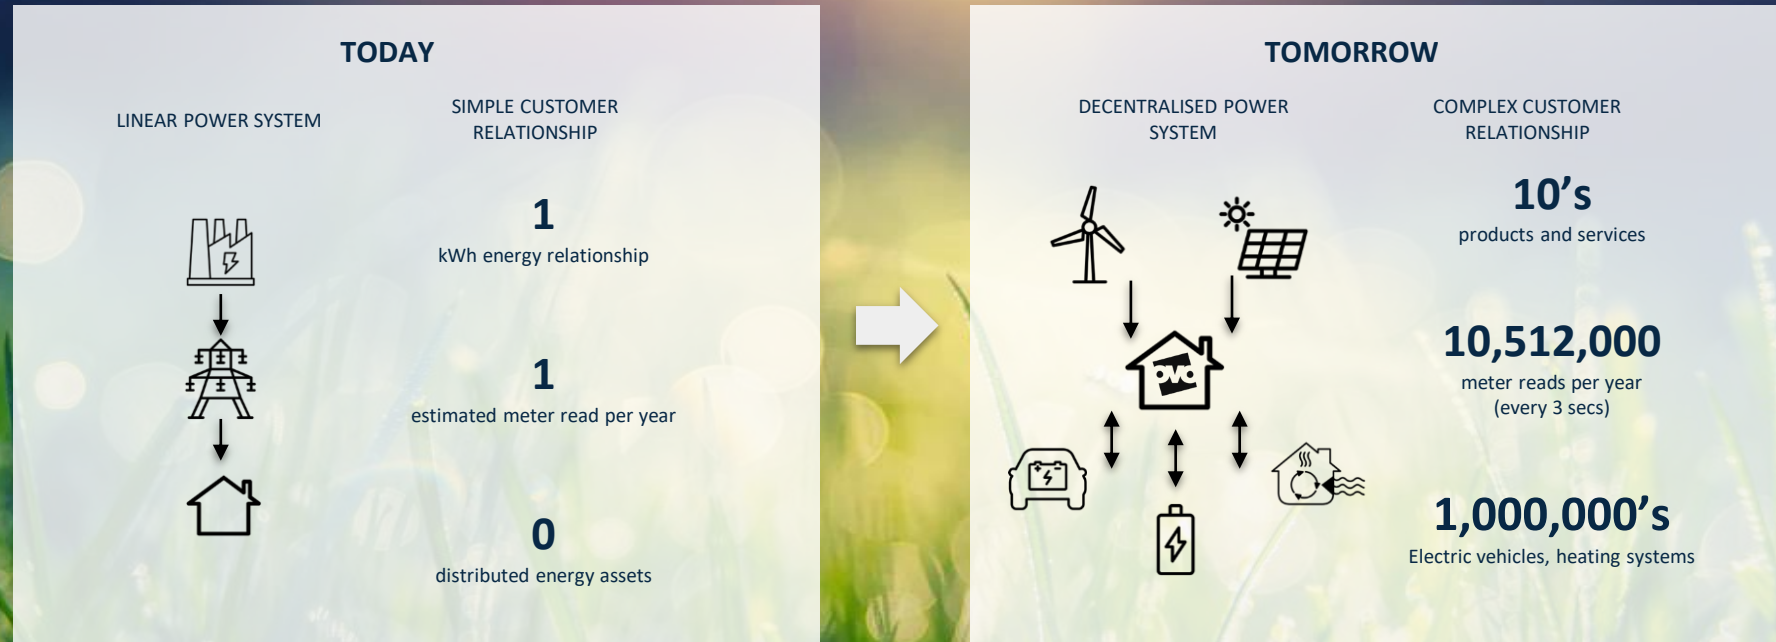 TODAY
LINEAR POWER SYSTEM
SIMPLE CUSTOMER
RELATIONSHIP
1
kWh energy relationship
1
estimated meter read per year
0
distributed energy assets
TOMORROW
DECENTRALISED POWER
SYSTEM
COMPLEX CUSTOMER
RELATIONSHIP
10’s
products and services
ovo
10,512,000
meter reads per year
(every 3 secs)
1,000,000’s
Electric vehicles, heating systems